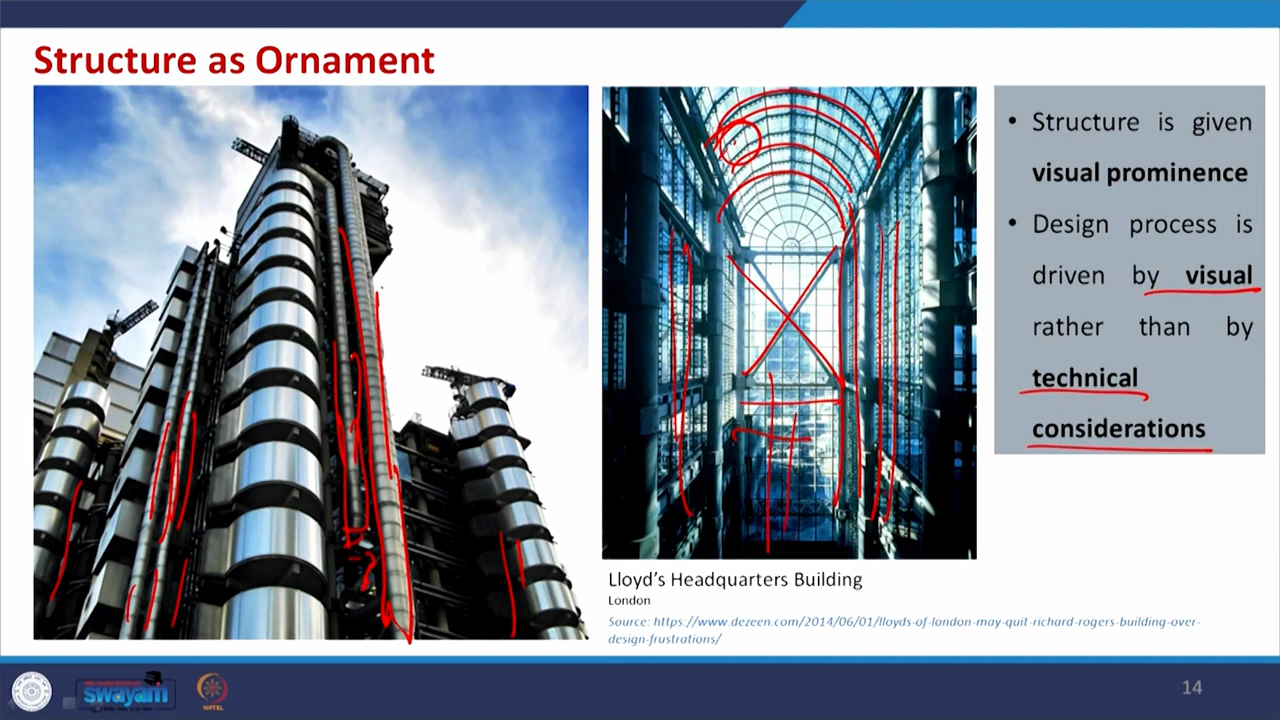 Structure as Ornament
• Structure is given
visual prominence
• Design process is
driven by visual
rather than by
technical
considerations
Lloyd's Headquarters Building
London
Source: https://www.dezeen.com/2014/06/01/lloyds-of-london-may-quit-richard-rogers-building-over-
design-frustrations/
swayam
NPTEL
14